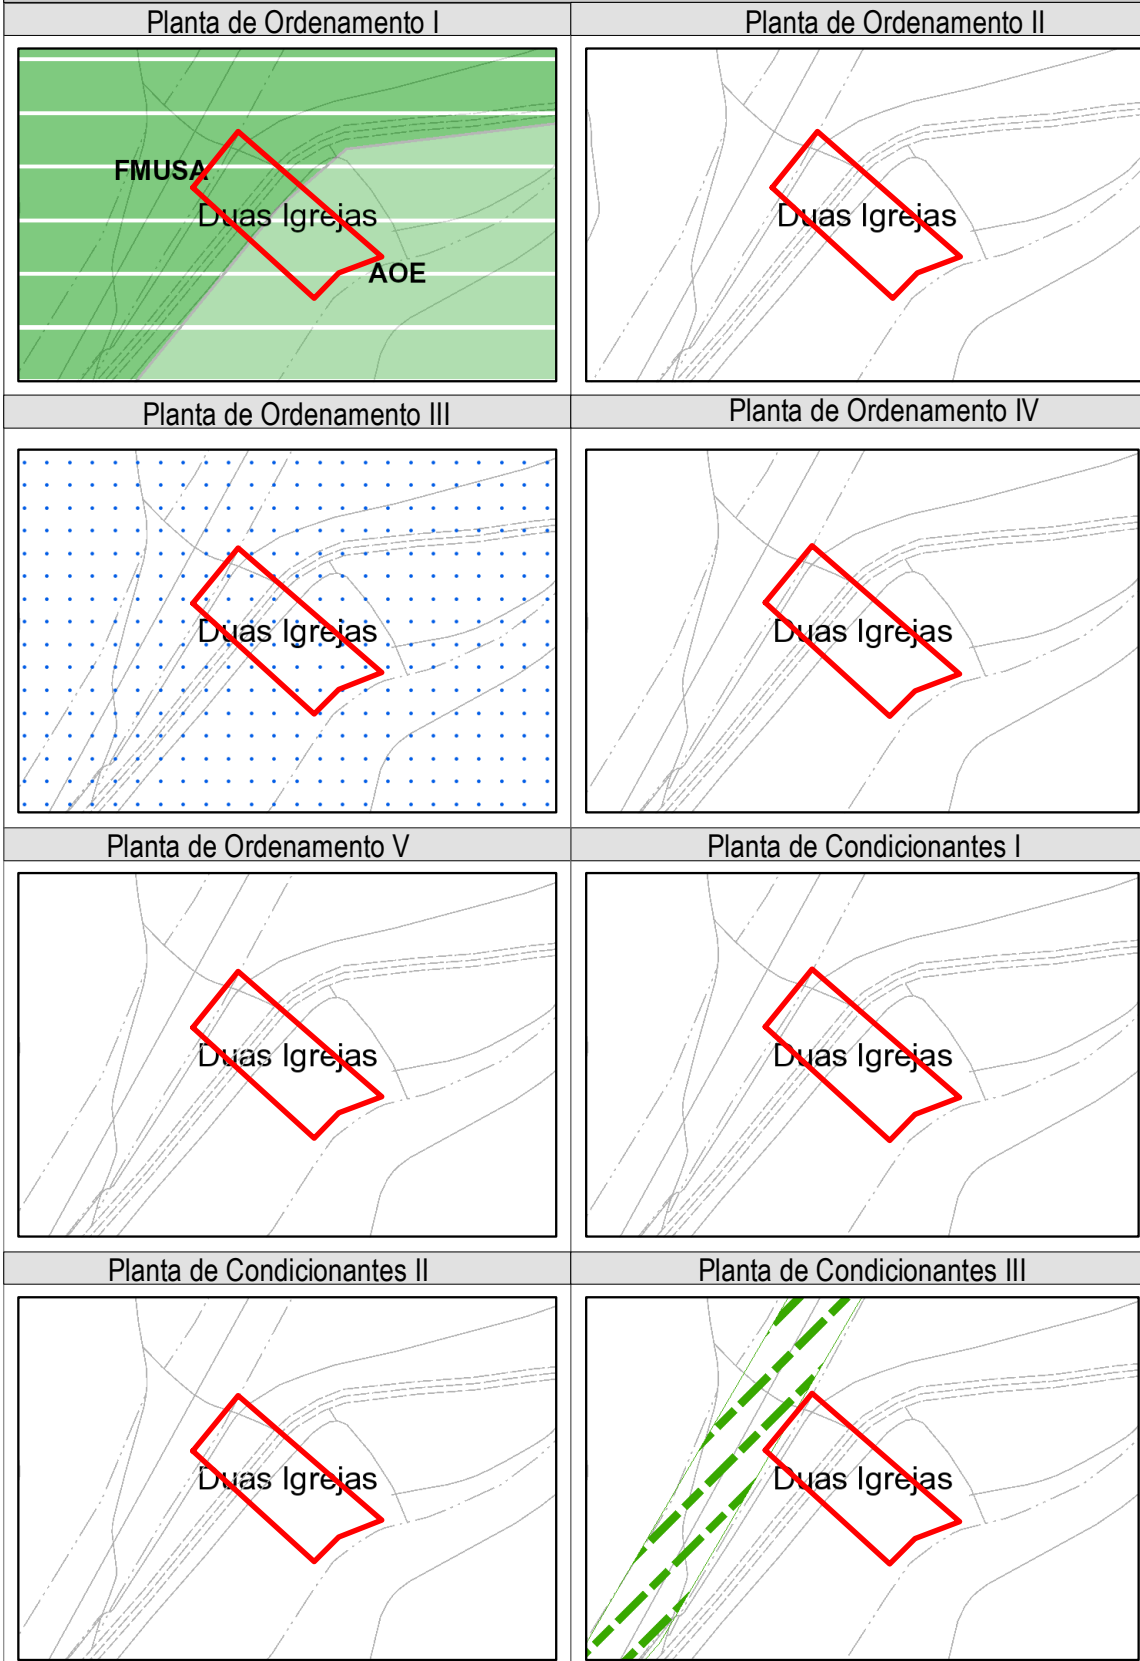 Planta de Ordenamento I
Planta de Ordenamento II
FMUSA
Duas Igrejas
AOE
Duas Igrejas
Planta de Ordenamento III
Planta de Ordenamento IV
Duas Igrejas
Duas Igrejas
Planta de Ordenamento V
Planta de Condicionantes I
Duas Igrejas
Duas Igrejas
Planta de Condicionantes II
Planta de Condicionantes III
Duas Igrejas
Duas Igrejas